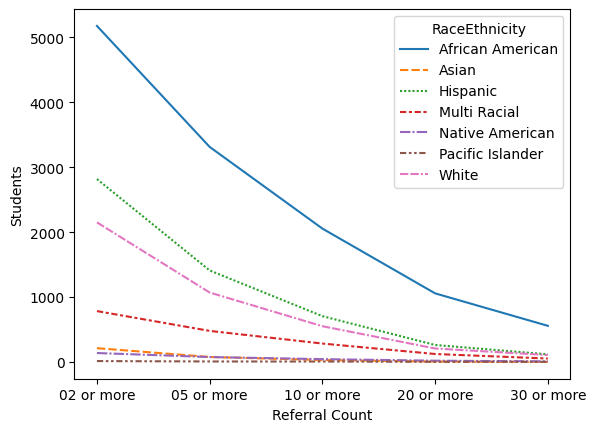 5000
4000
3000
2000
1000
0
Students
RaceEthnicity
African American
Asian
Hispanic
Multi Racial
Native American
Pacific Islander
White
02 or more 05 or more 10 or more 20 or more 30 or more
Referral Count